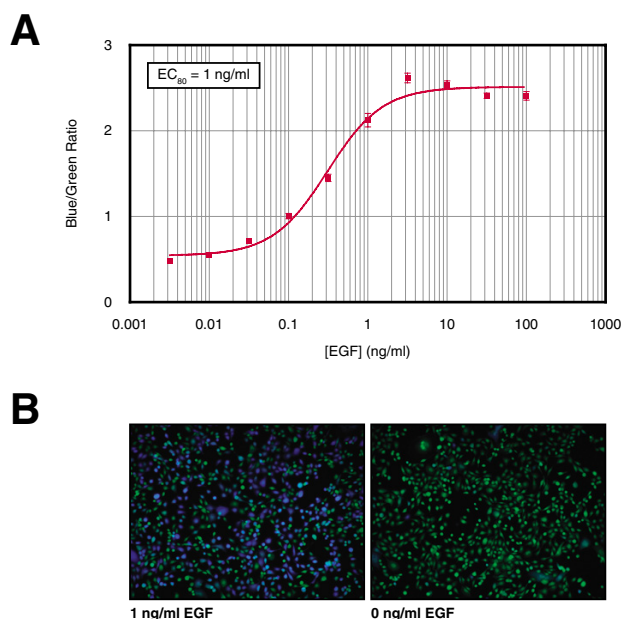 A
3
EC80 = 1 ng/ml
2
Blue/Green Ratio
1
0
0.001 0.01 0.1 1 10 100 1000
[EGF] (ng/ml)
B
1 ng/ml EGF 0 ng/ml EGF